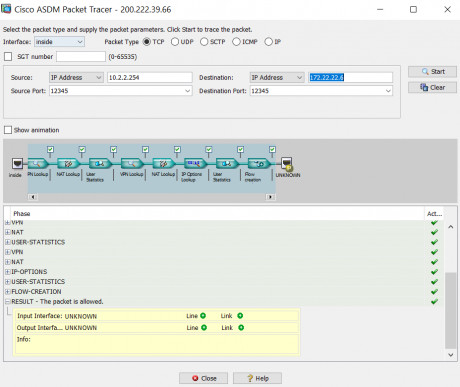 Cisco ASDM Packet Tracer - 200.222.39.66
Select the packet type and supply the packet parameters. Click Start to trace the packet.
Interface: inside Packet Type TCP UDP SCTP ICMP IP
SGT number (0-65535)
Source: IP Address 10.2.2.254 Destination: IP Address 172.22.22.6 Start
Source Port: 12345 Destination Port: 12345 Clear
Show animation
inside PN Lookup NAT Lookup User Statistics VPN Lookup NAT Lookup IP Options Lookup User Statistics Flow creation UNKNOWN
Phase Act...
VPN
NAT
USER-STATISTICS
VPN
NAT
IP-OPTIONS
USER-STATISTICS
FLOW-CREATION
RESULT - The packet is allowed.
Input Interface: UNKNOWN Line Link
Output Interfa... UNKNOWN Line Link
Info:
Close Help